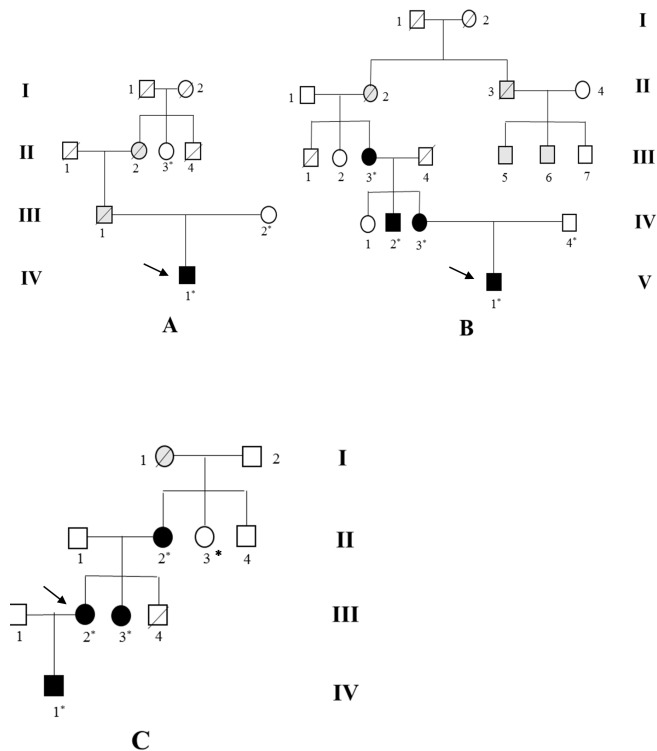 1 2 I
I 1 2
1 2 3 4 II
II 1 2 3* 4
1 2 3* 4 5 6 7 III
III 1 2*
1 2* 3* 4* IV
IV 1* 1* V
A B
1 2 I
1 2* 3* 4 II
1 2* 3* 4 III
1* IV
C